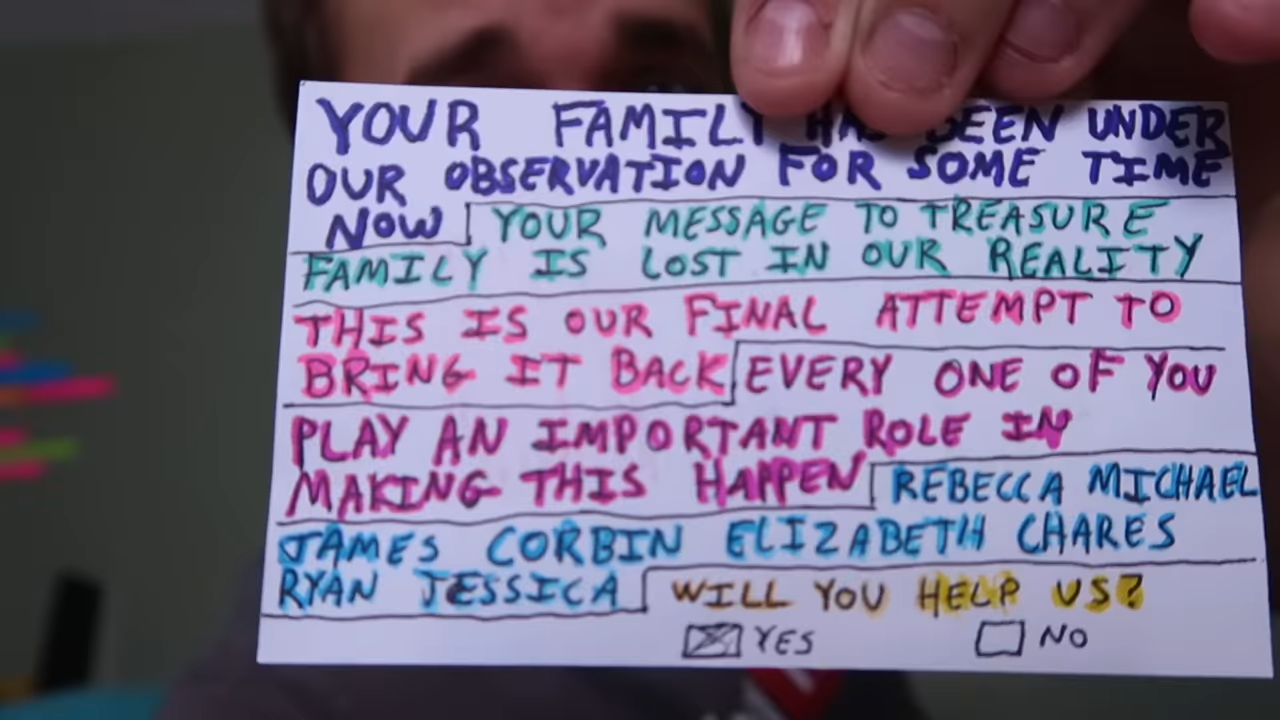 YOUR FAMILY HAS BEEN UNDER
OUR OBSERVATION FOR SOME TIME
NOW YOUR MESSAGE TO TREASURE
FAMILY IS LOST IN OUR REALITY
THIS IS OUR FINAL ATTEMPT TO
BRING IT BACK EVERY ONE OF YOU
PLAY AN IMPORTANT ROLE IN
MAKING THIS HAPPEN REBECCA MICHAEL
JAMES CORBIN ELIZABETH CHARES
RYAN JESSICA WILL YOU HELP US?
YES NO